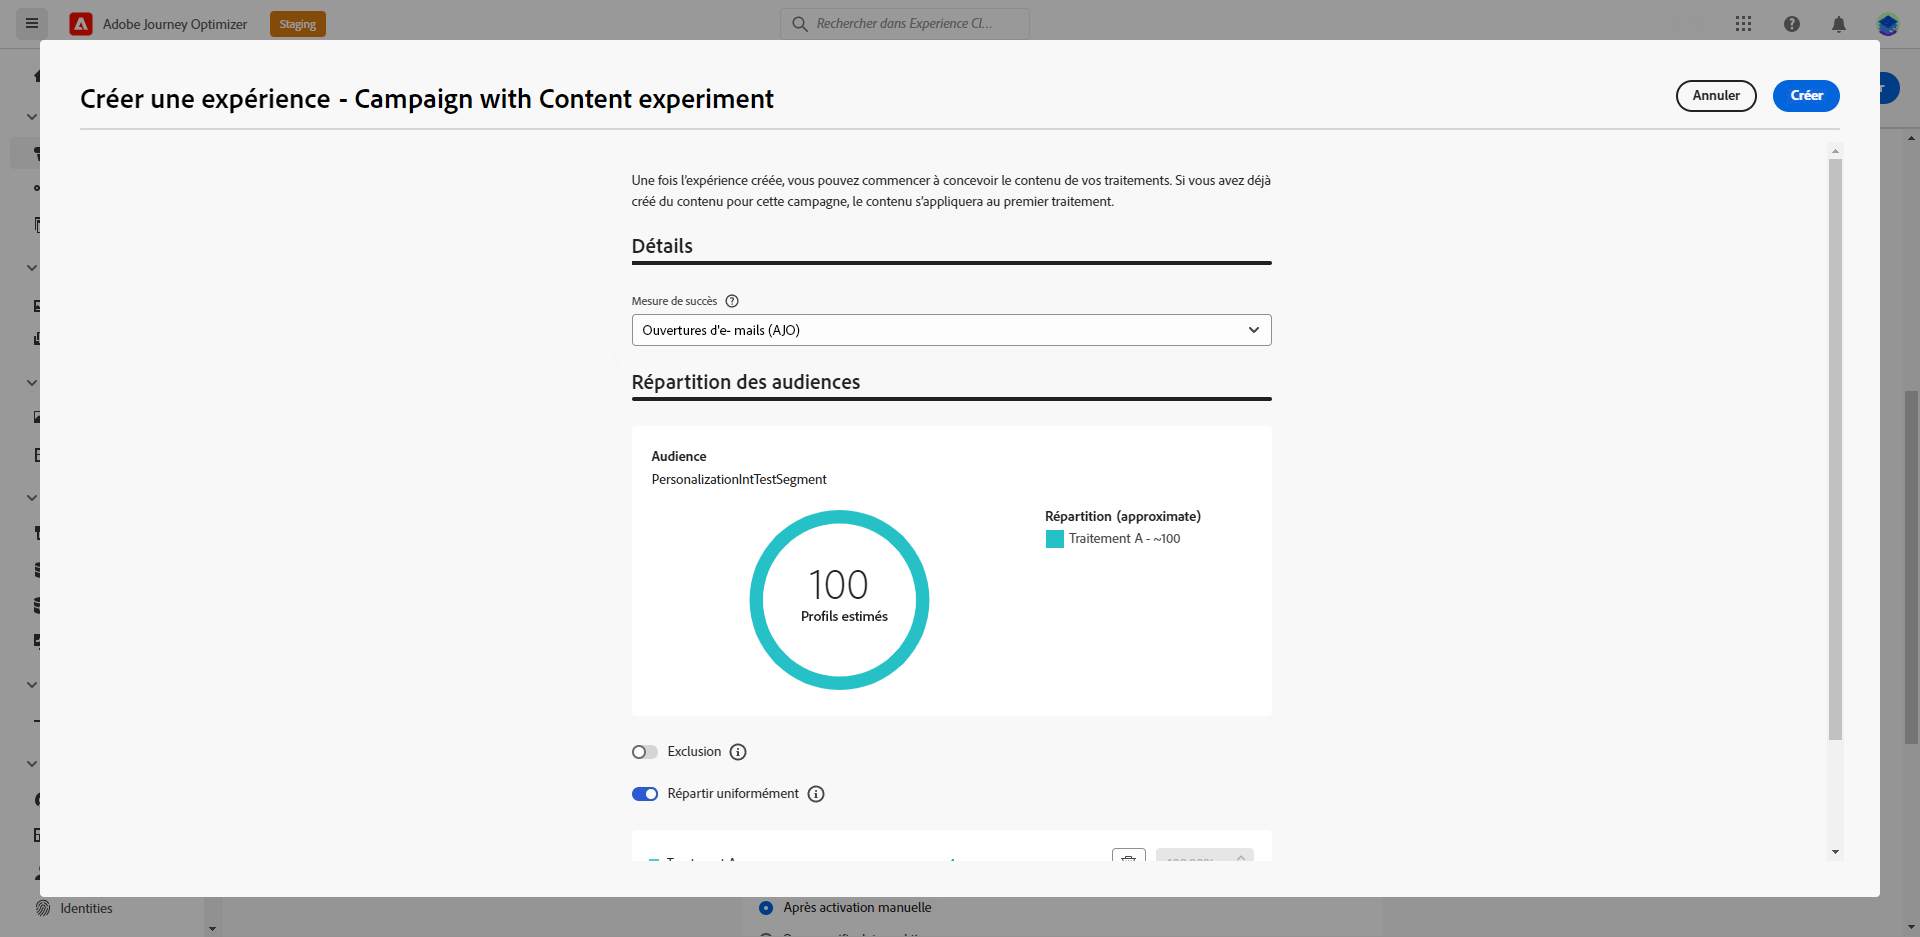 Adobe Journey Optimizer
Staging
Rechercher dans Experience Cl...
Créer une expérience - Campaign with Content experiment
Annuler
Créer
Une fois l'expérience créée, vous pouvez commencer à concevoir le contenu de vos traitements. Si vous avez déjà
créé du contenu pour cette campagne, le contenu s'appliquera au premier traitement.
Détails
Mesure de succès
Ouvertures d'e- mails (AJO)
Répartition des audiences
Audience
PersonalizationIntTestSegment
100
Profils estimés
Répartition (approximate)
Traitement A - ~100
Exclusion
Répartir uniformément
Identities
Après activation manuelle